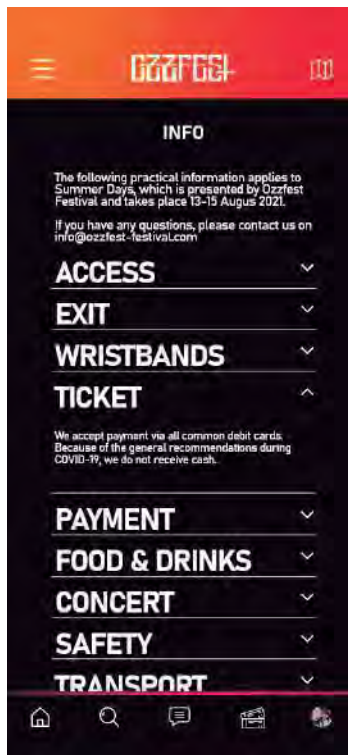 OZZFEST
INFO
The following practical information applies to
Summer Days, which is presented by Ozzfest
Festival and takes place 13-15 Augus 2021.
If you have any questions, please contact us on
info@ozzfest-festival.com
ACCESS
EXIT
WRISTBANDS
TICKET
We accept payment via all common debit cards.
Because of the general recommendations during
COVID-19, we do not receive cash.
PAYMENT
FOOD & DRINKS
CONCERT
SAFETY
TRANSPORT